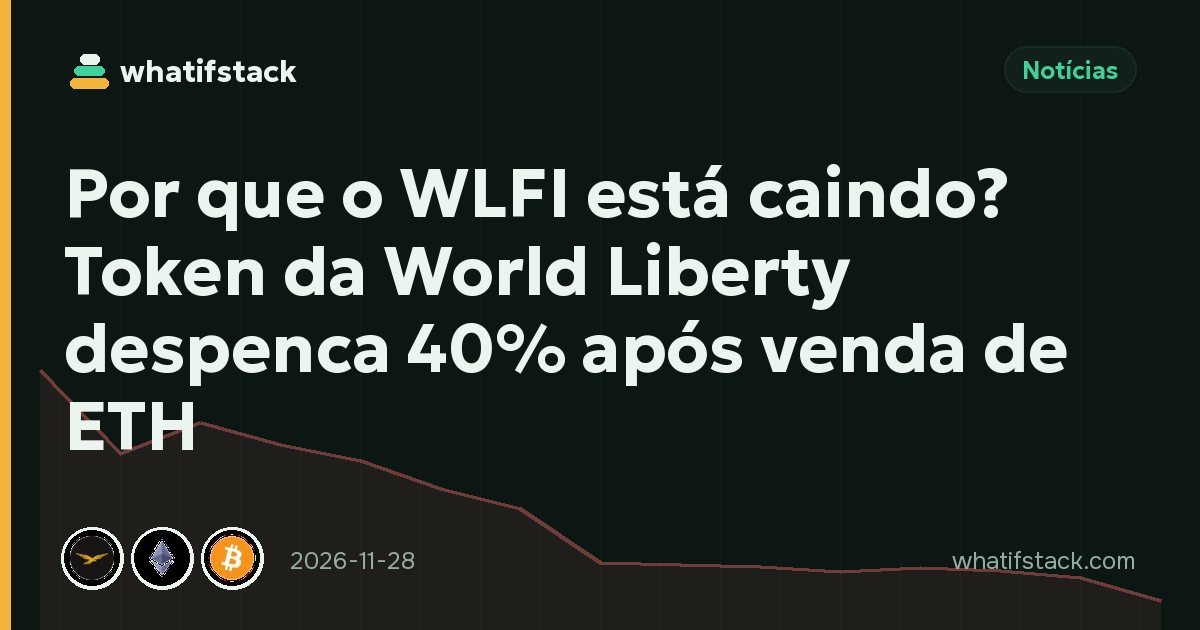 whatifstack
Notícias
Por que o WLFI está caindo?
Token da World Liberty
despenca 40% após venda de
ETH
2026-11-28
whatifstack.com